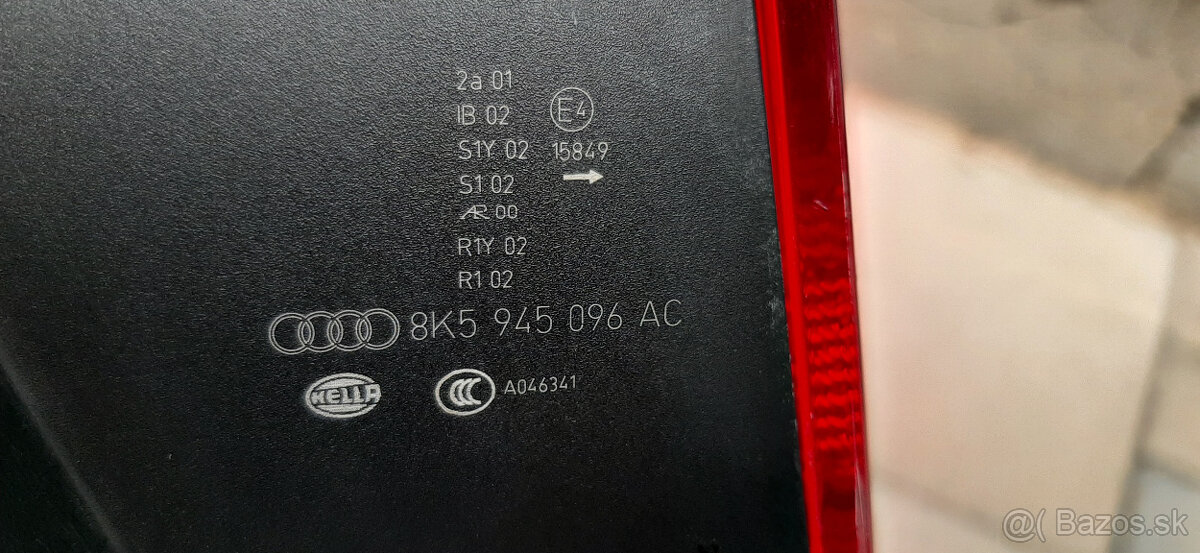 2a 01
IB 02
E4
S1Y 02 15849
S1 02
AR 00
R1Y 02
R1 02
8K5 945 096 AC
HELLA
CCC A046341
@( Bazos.sk